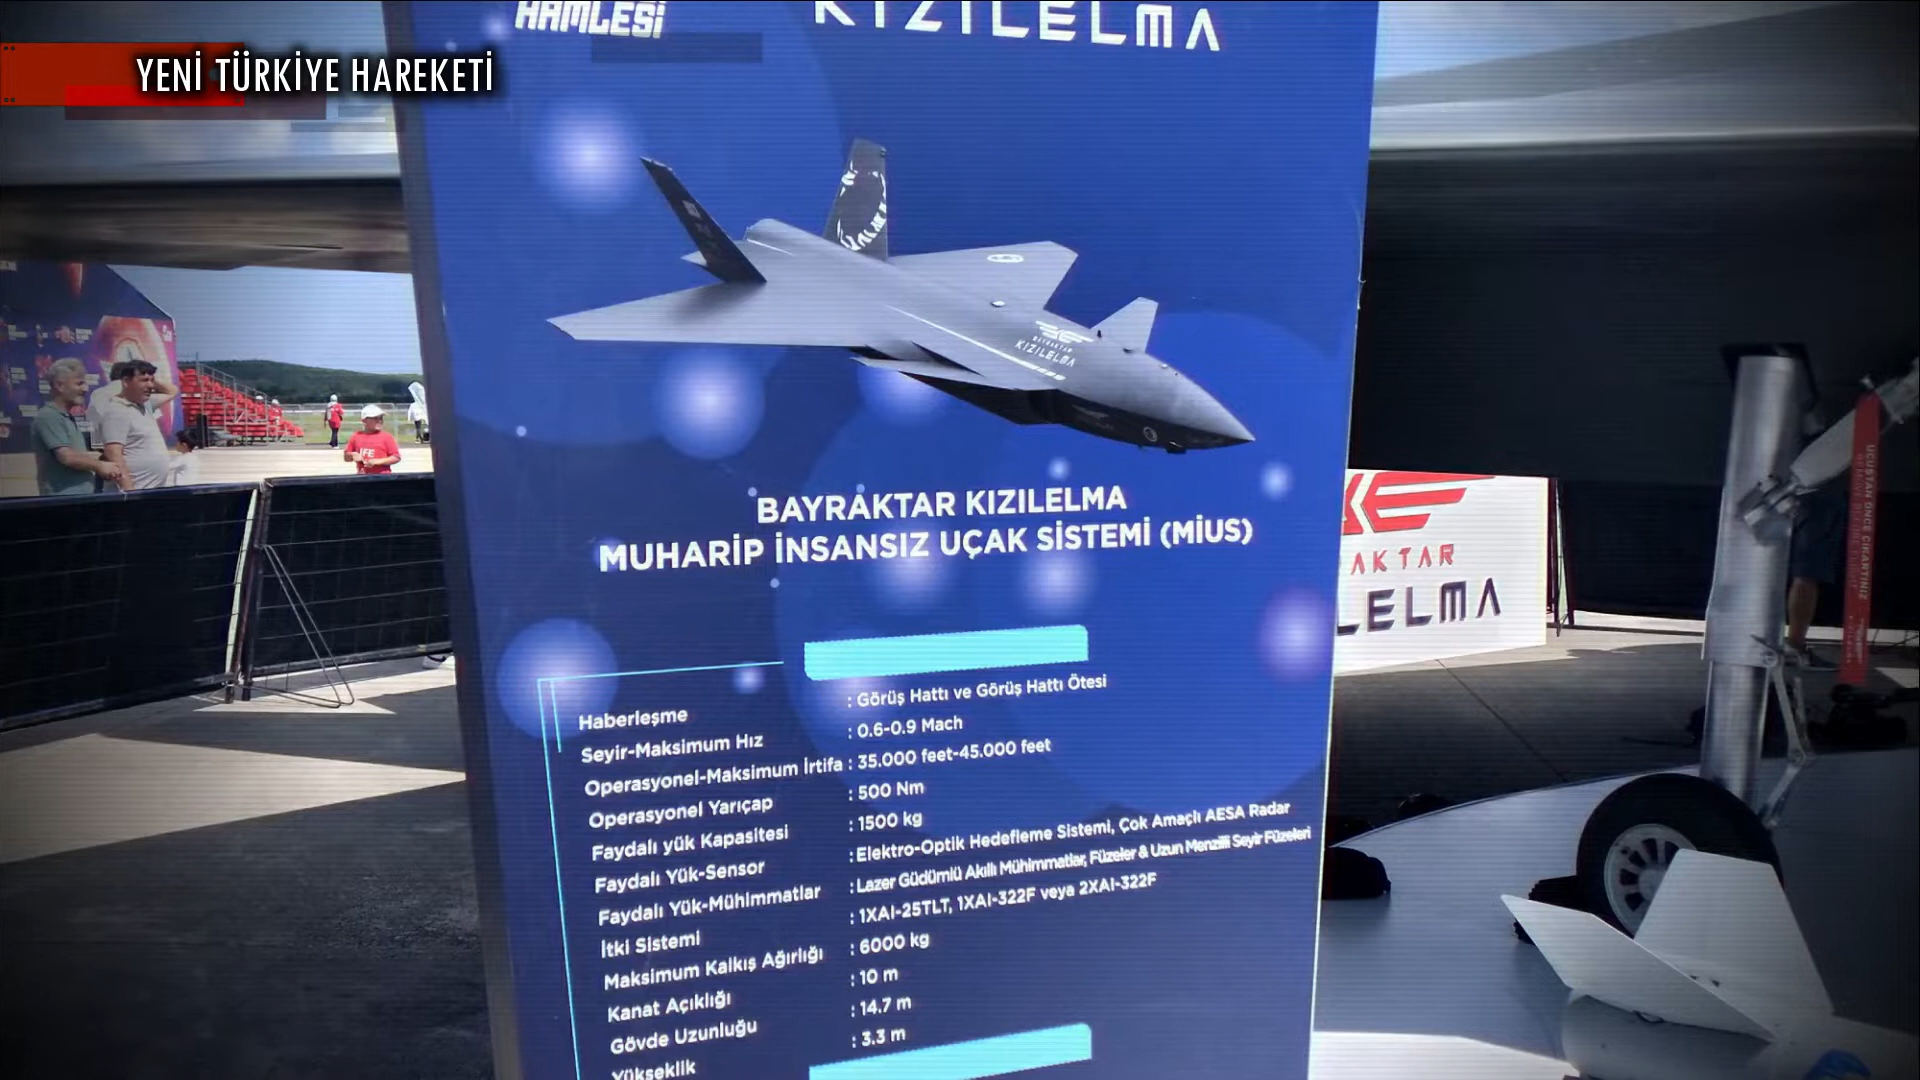 HAMLESİ
KIZILELMA
YENİ TÜRKİYE HAREKETİ
BAYRAKTAR
KIZILELMA
BAYRAKTAR KIZILELMA
MUHARİP İNSANSIZ UÇAK SİSTEMİ (MİUS)
Haberleşme : Görüş Hattı ve Görüş Hattı Ötesi
Seyir-Maksimum Hız : 0.6-0.9 Mach
Operasyonel-Maksimum İrtifa : 35.000 feet-45.000 feet
Operasyonel Yarıçap : 500 Nm
Faydalı yük Kapasitesi : 1500 kg
Faydalı Yük-Sensor : Elektro-Optik Hedefleme Sistemi, Çok Amaçlı AESA Radar
Faydalı Yük-Mühimmatlar : Lazer Güdümlü Akıllı Mühimmatlar, Füzeler & Uzun Menzilli Seyir Füzeleri
İtki Sistemi : 1XAI-25TLT, 1XAI-322F veya 2XAI-322F
Maksimum Kalkış Ağırlığı : 6000 kg
Kanat Açıklığı : 10 m
Gövde Uzunluğu : 14.7 m
Yükseklik : 3.3 m
AKTAR
LELMA
UÇUŞTAN ÖNCE ÇIKARTINIZ